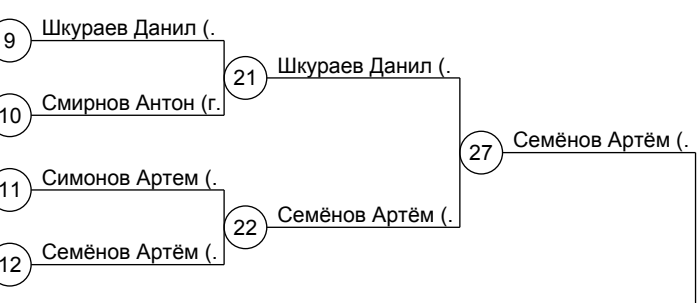 9 Шкураев Данил (.
21 Шкураев Данил (.
10 Смирнов Антон (г.
27 Семёнов Артём (.
11 Симонов Артем (.
22 Семёнов Артём (.
12 Семёнов Артём (.